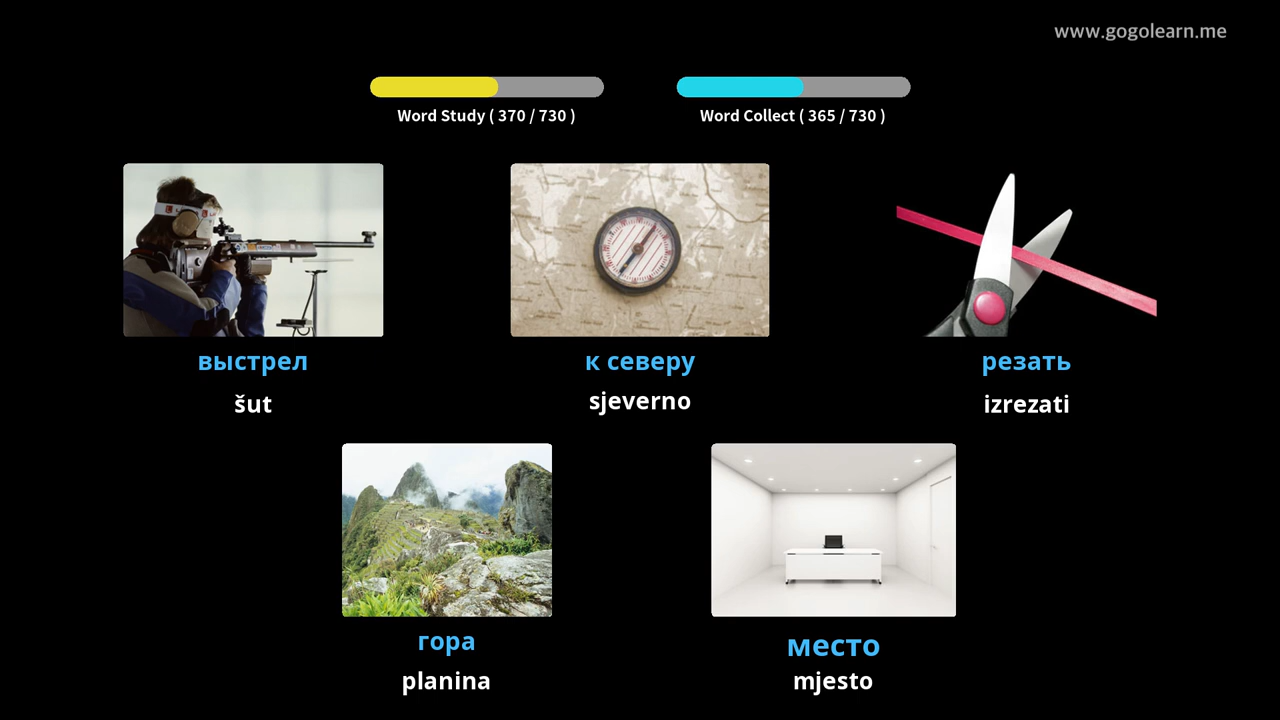 www.gogolearn.me
Word Study ( 370 / 730 )
Word Collect ( 365 / 730 )
выстрел
šut
к северу
sjeverno
резать
izrezati
гора
planina
место
mjesto